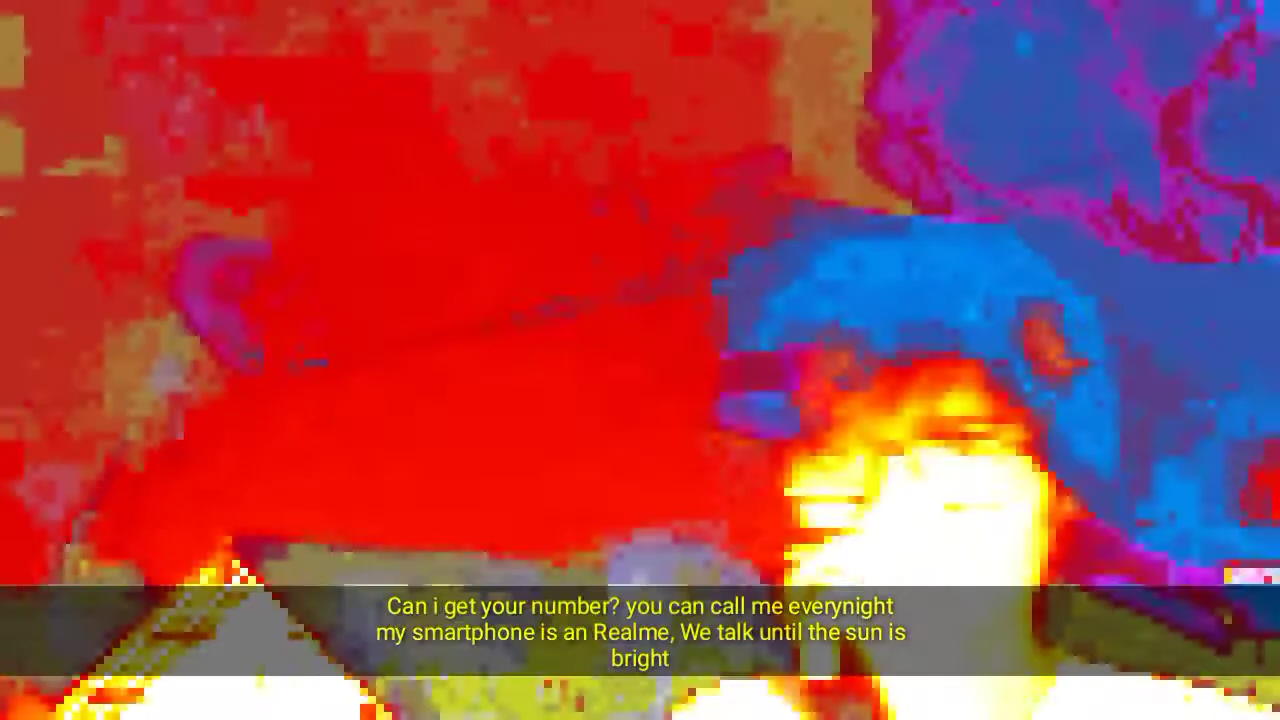 Can i get your number? you can call me everynight
my smartphone is an Realme, We talk until the sun is
bright